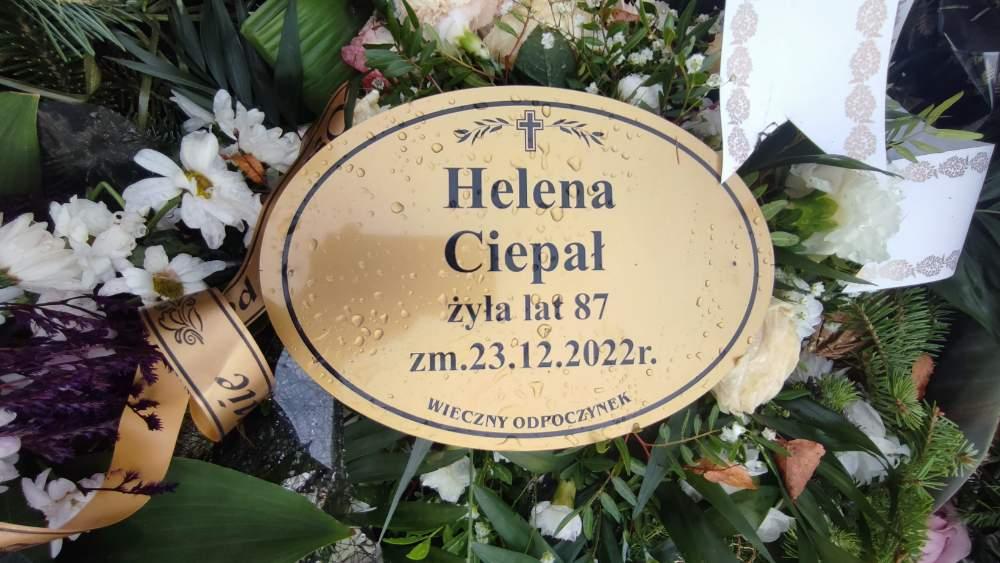 Helena
Ciepał
żyła lat 87
zm.23.12.2022r.
WIECZNY ODPOCZYNEK